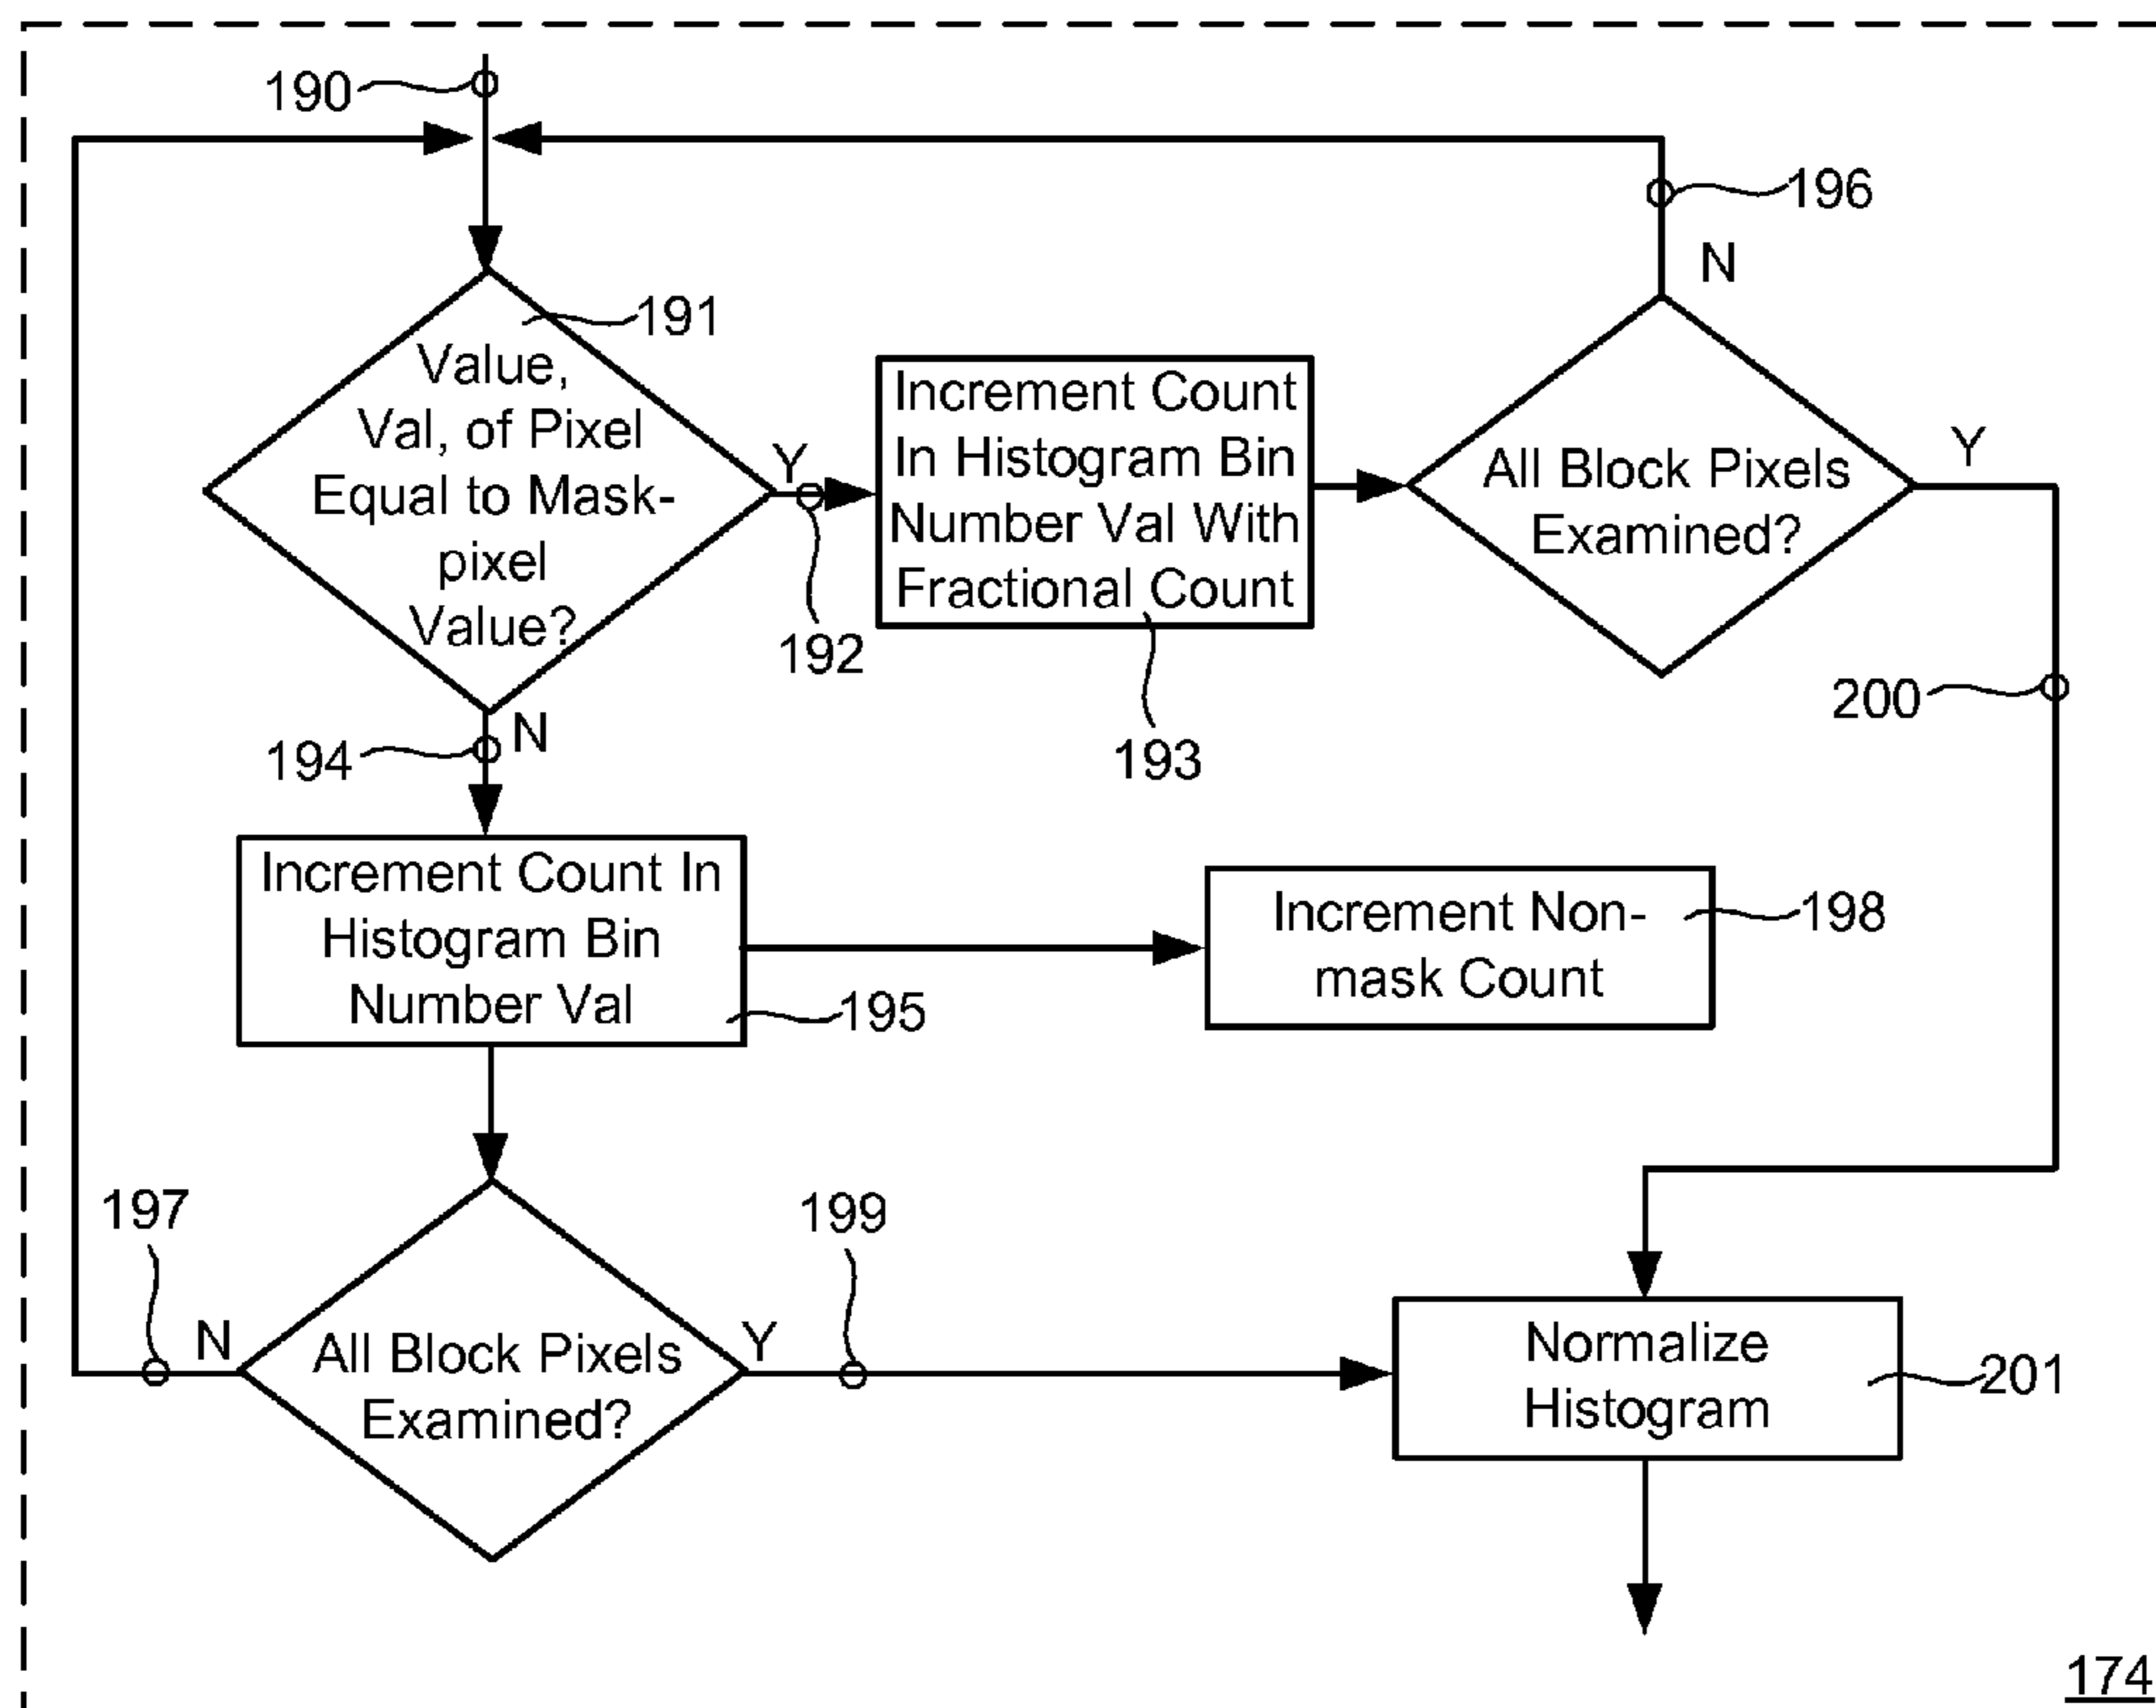 190
196
N
191
Value,
Val, of Pixel
Equal to Mask-
pixel
Value?
Y
192
Increment Count
In Histogram Bin
Number Val With
Fractional Count
193
All Block Pixels
Examined?
Y
200
194
N
Increment Count In
Histogram Bin
Number Val
195
Increment Non-
mask Count
198
197
N
All Block Pixels
Examined?
Y
199
Normalize
Histogram
201
174